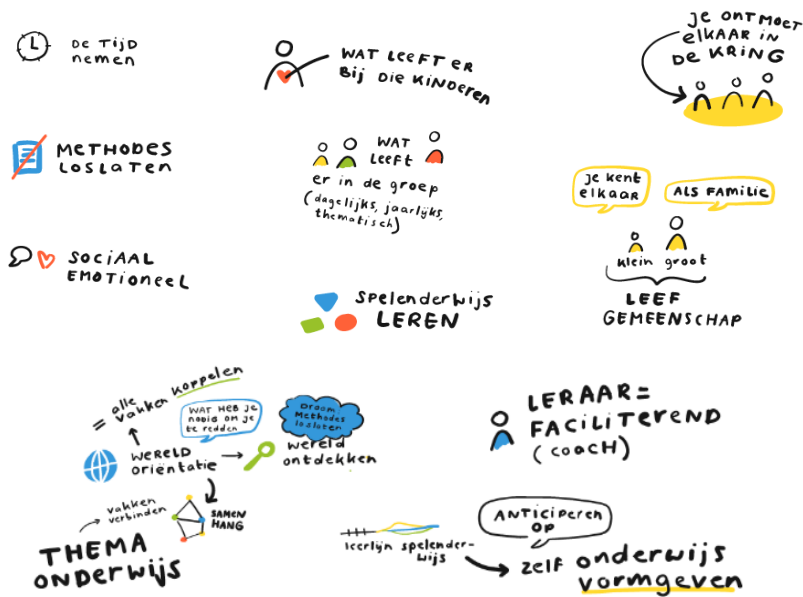 De Tijd
nemen
WAT LEEFT ER
Bij DIE KINDEREN
Je ONTMOET
elKAAR IN
DE KRING
METHODES
LOSLATEN
WAT
leeft
er in de groep
(dagelijks, jaarlijks,
thematisch)
je kent
elkaar
ALS FAMILIE
klein groot
LEEF
GEMEENSCHAP
SOCIAAL
EMOTIONEEL
SPELENDERWIJS
LEREN
= alle
vakken koppelen
WAT HEB JE
NODIG OM JE
TE REDDEN
DROOM:
METHODES
LOSLATEN
WERELD
ORIËNTATIE
WERELD
ONTDEKKEN
vakken
verbinden
SAMEN
HANG
THEMA
ONDERWIJS
LERAAR =
FACILITEREND
(COACH)
leerlijn spelender-
wijs
ANTICIPEREN
OP
zelf onderwijs
vormgeven